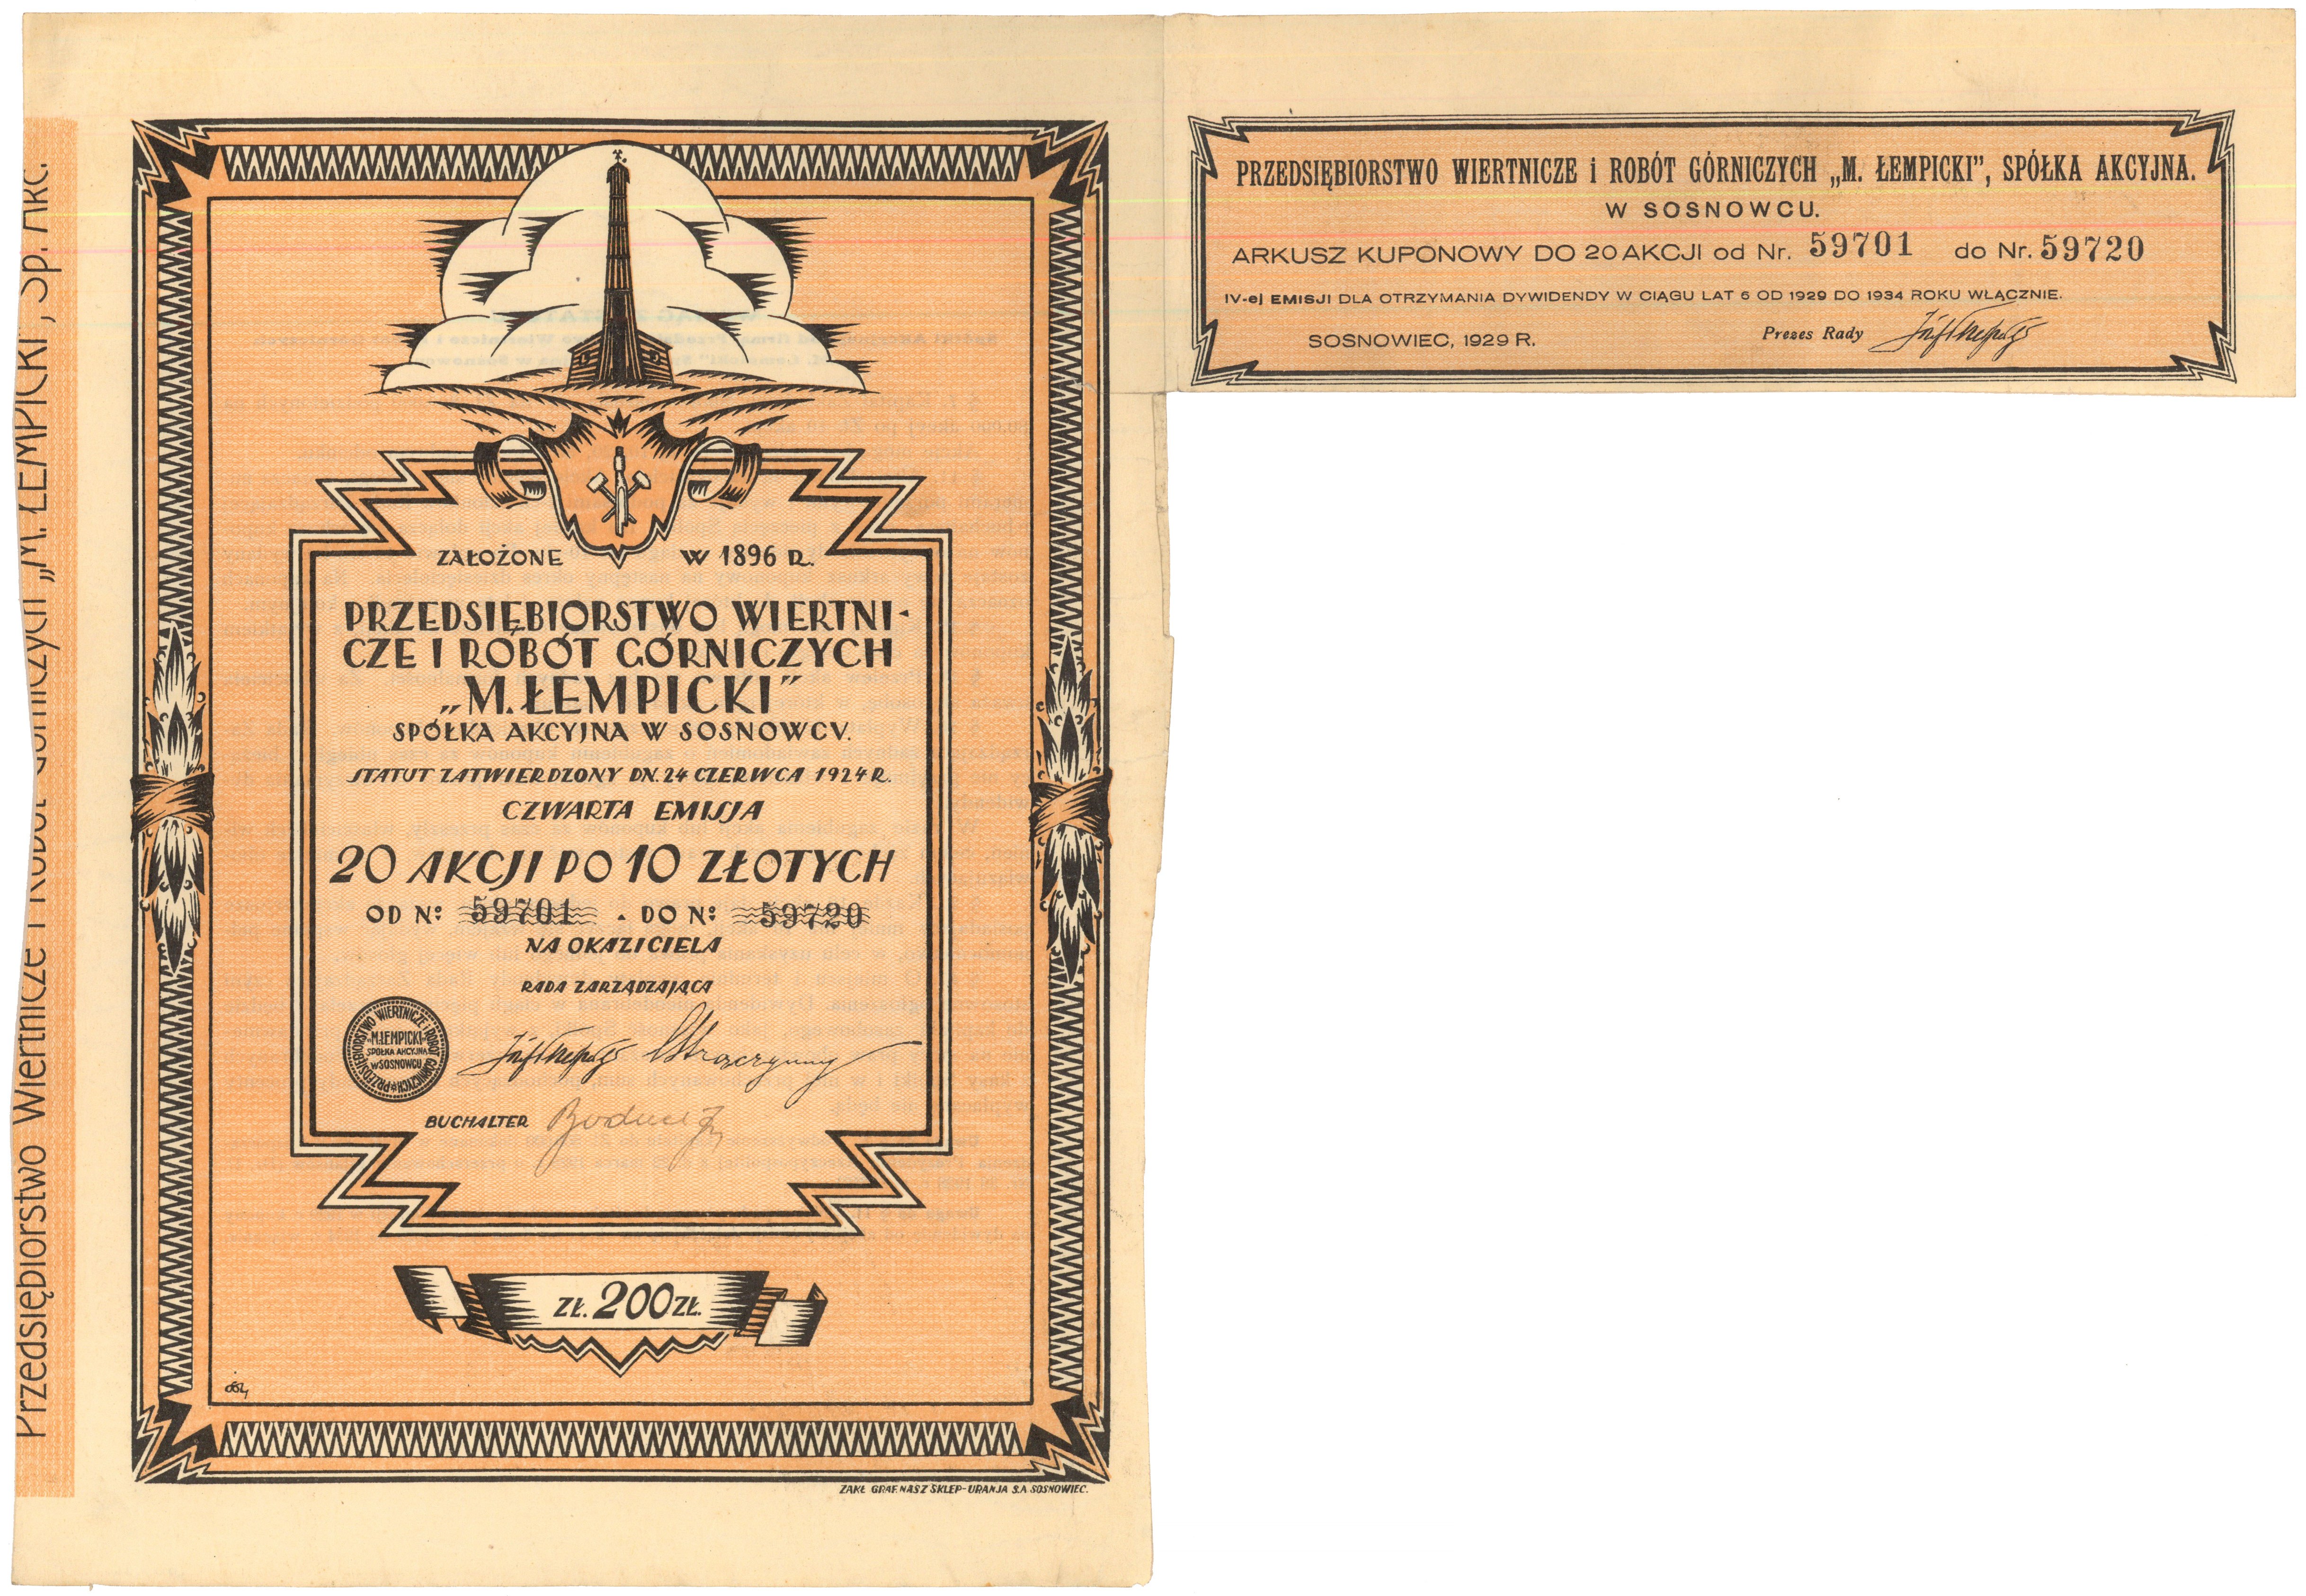 Przedsiębiorstwo Wiertnicze i Robót Górniczych „M. ŁEMPICKI", Sp. Akc.
ZAŁOŻONE W 1896 R.
PRZEDSIĘBIORSTWO WIERTNI-
CZE I ROBÓT GÓRNICZYCH
„M. ŁEMPICKI"
SPÓŁKA AKCYJNA W SOSNOWCU.
STATUT ZATWIERDZONY DN. 24 CZERWCA 1924 R.
CZWARTA EMISJA
20 AKCJI PO 10 ZŁOTYCH
OD Nº 59701 . DO Nº 59720
NA OKAZICIELA
RADA ZARZĄDZAJĄCA
PRZEDSIĘBIORSTWO WIERTNICZE i ROBÓT GÓRNICZYCH
„M. ŁEMPICKI"
SPÓŁKA AKCYJNA
w SOSNOWCU
BUCHALTER
ZŁ. 200 ZŁ.
ZAKŁ. GRAF. NASZ SKLEP-URANJA S.A SOSNOWIEC.
PRZEDSIĘBIORSTWO WIERTNICZE i ROBÓT GÓRNICZYCH „M. ŁEMPICKI", SPÓŁKA AKCYJNA.
W SOSNOWCU.
ARKUSZ KUPONOWY DO 20 AKCJI od Nr. 59701 do Nr. 59720
IV-ej EMISJI DLA OTRZYMANIA DYWIDENDY W CIĄGU LAT 6 OD 1929 DO 1934 ROKU WŁĄCZNIE.
SOSNOWIEC, 1929 R.
Prezes Rady